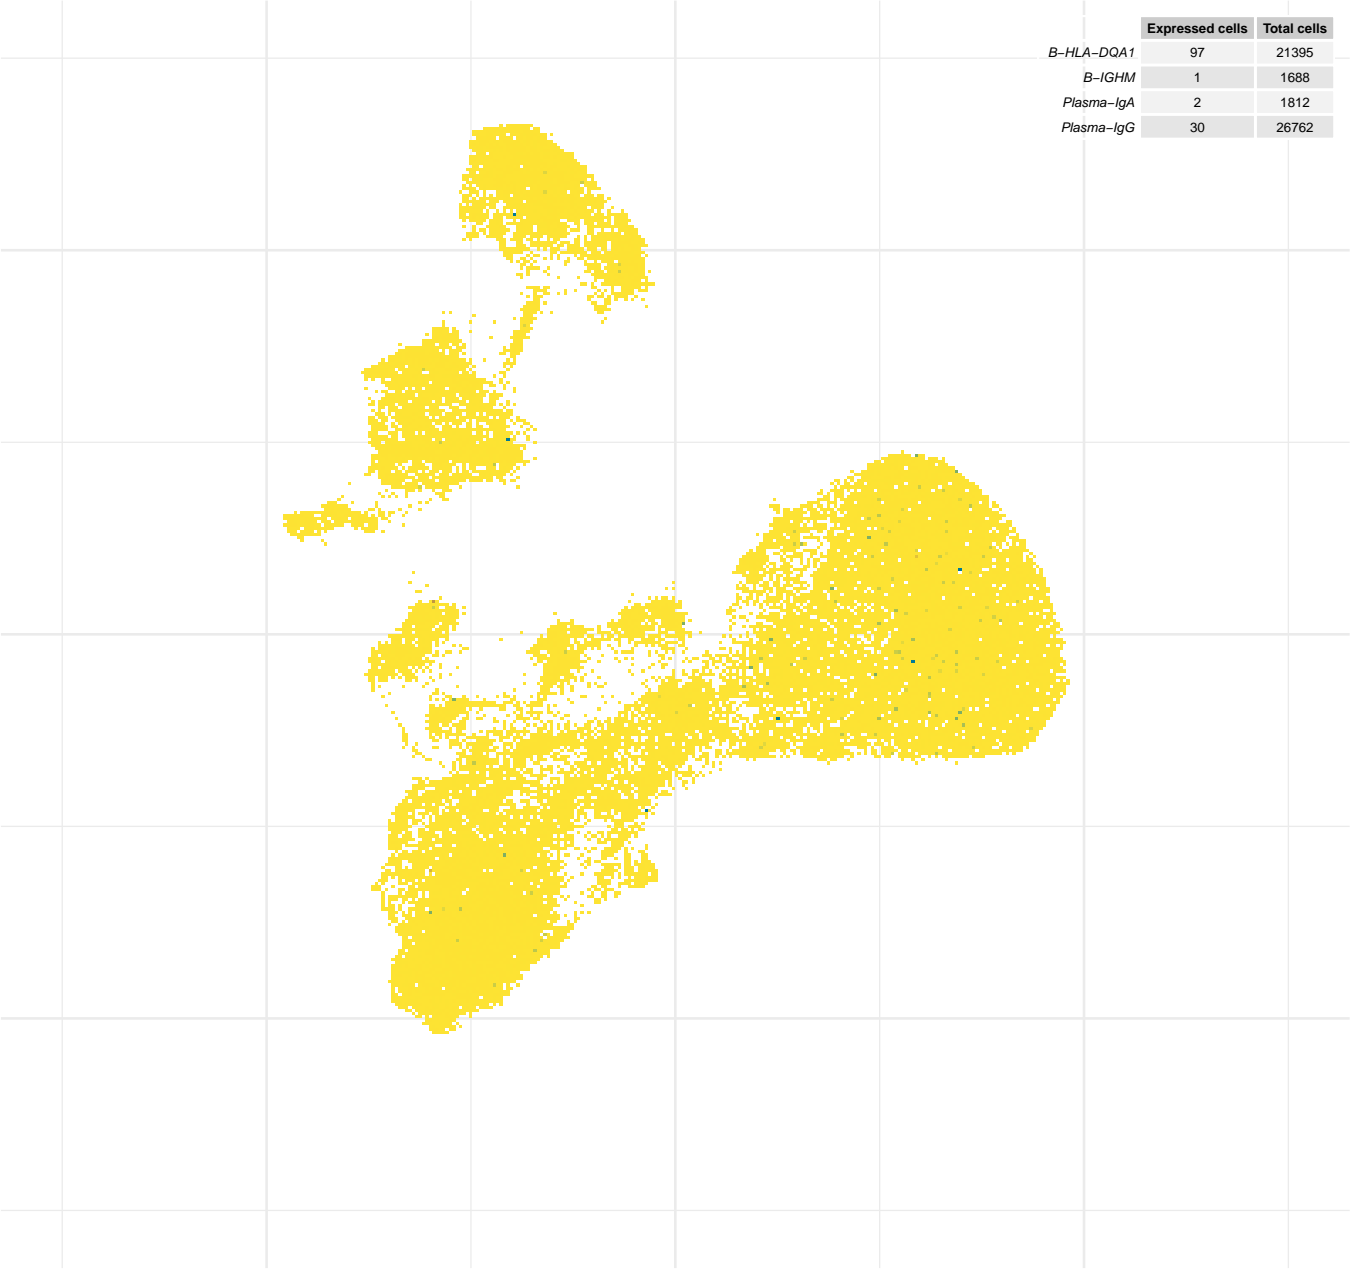 Expressed cells Total cells
B−HLA−DQA1 97 21395
B−IGHM 1 1688
Plasma−IgA 2 1812
Plasma−IgG 30 26762